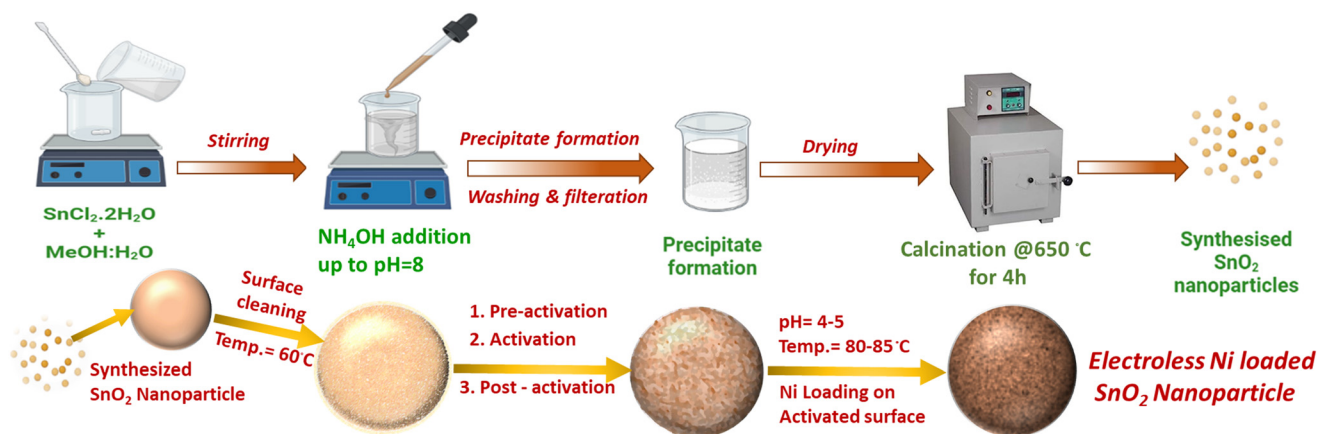 Stirring
Precipitate formation
Washing & filteration
Drying
SnCl₂.2H₂O
+
MeOH:H₂O
NH₄OH addition
up to pH=8
Precipitate
formation
Calcination @650 °C
for 4h
Synthesised
SnO₂
nanoparticles
Synthesized
SnO₂ Nanoparticle
Surface
cleaning
Temp.= 60°C
1. Pre-activation
2. Activation
3. Post - activation
pH= 4-5
Temp.= 80-85°C
Ni Loading on
Activated surface
Electroless Ni loaded
SnO₂ Nanoparticle